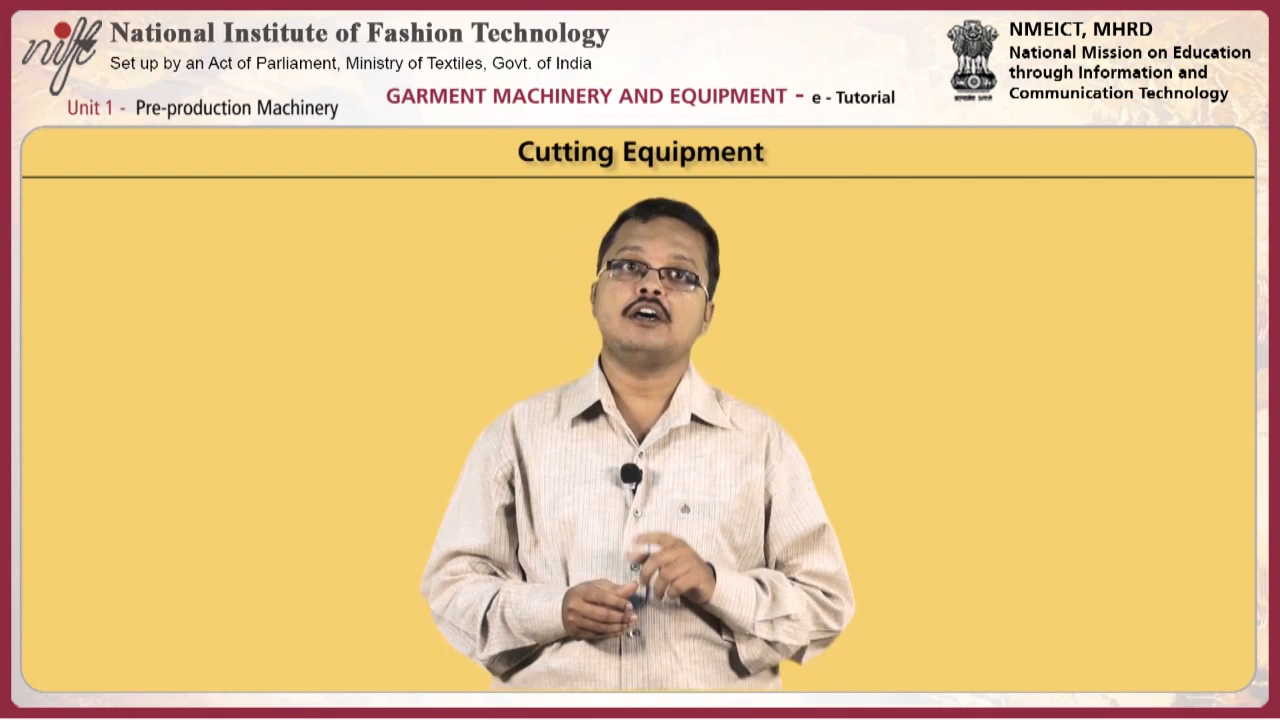 nift
National Institute of Fashion Technology
Set up by an Act of Parliament, Ministry of Textiles, Govt. of India
Unit 1 - Pre-production Machinery
GARMENT MACHINERY AND EQUIPMENT - e - Tutorial
NMEICT, MHRD
National Mission on Education
through Information and
Communication Technology
Cutting Equipment